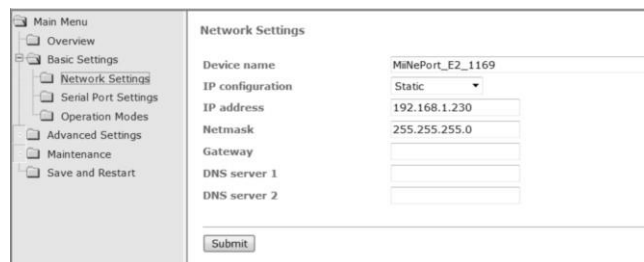 Main Menu
Overview
Basic Settings
Network Settings
Serial Port Settings
Operation Modes
Advanced Settings
Maintenance
Save and Restart
Network Settings
Device name MiiNePort_E2_1169
IP configuration Static
IP address 192.168.1.230
Netmask 255.255.255.0
Gateway
DNS server 1
DNS server 2
Submit